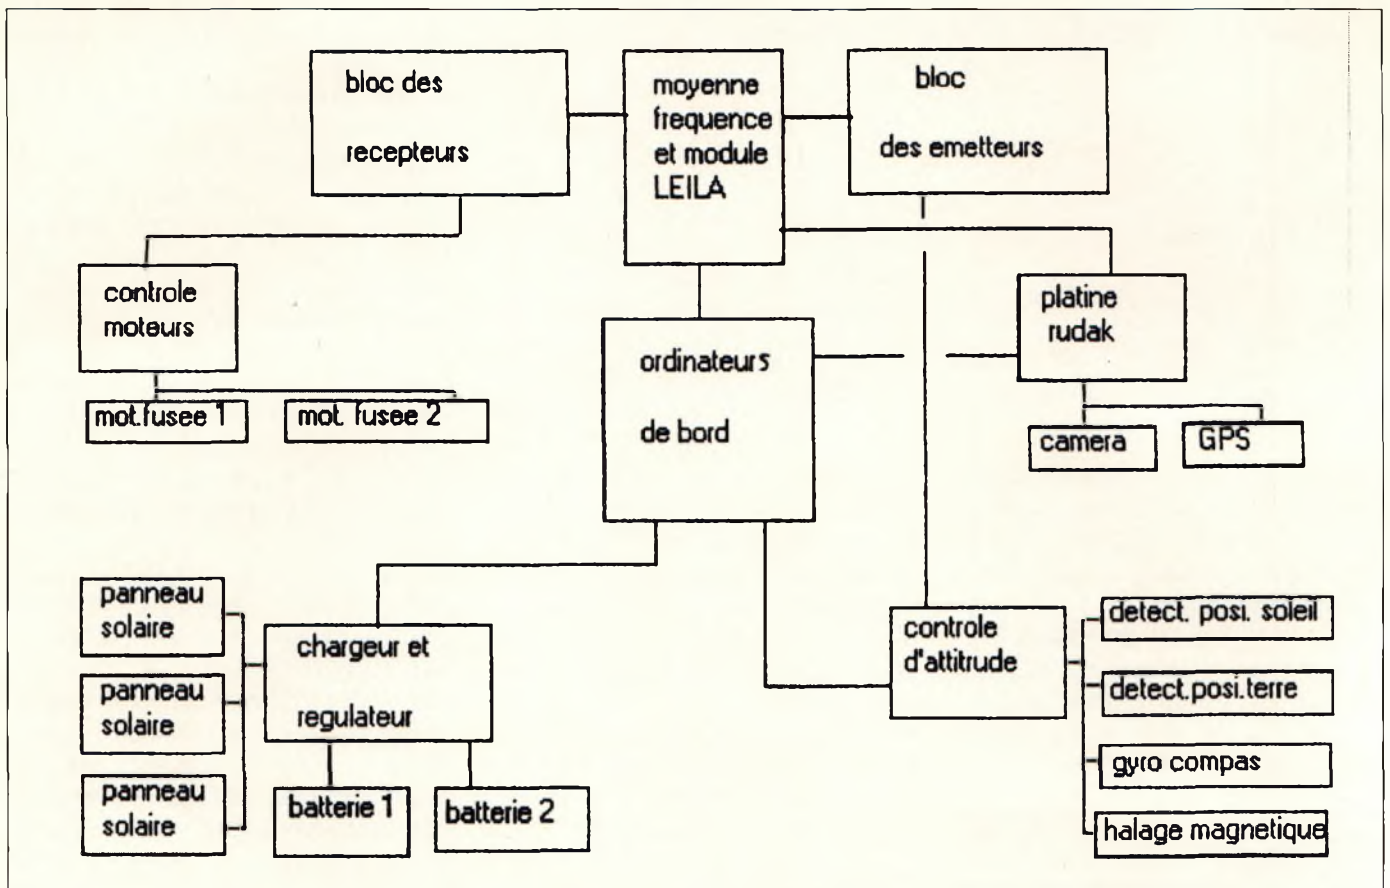 bloc des
recepteurs
moyenne
frequence
et module
LEILA
bloc
des emetteurs
controle
moteurs
mot.fusee 1
mot. fusee 2
ordinateurs
de bord
platine
rudak
camera
GPS
panneau
solaire
panneau
solaire
panneau
solaire
chargeur et
regulateur
batterie 1
batterie 2
controle
d'attitrude
detect. posi. soleil
detect.posi.terre
gyro compas
halage magnetique